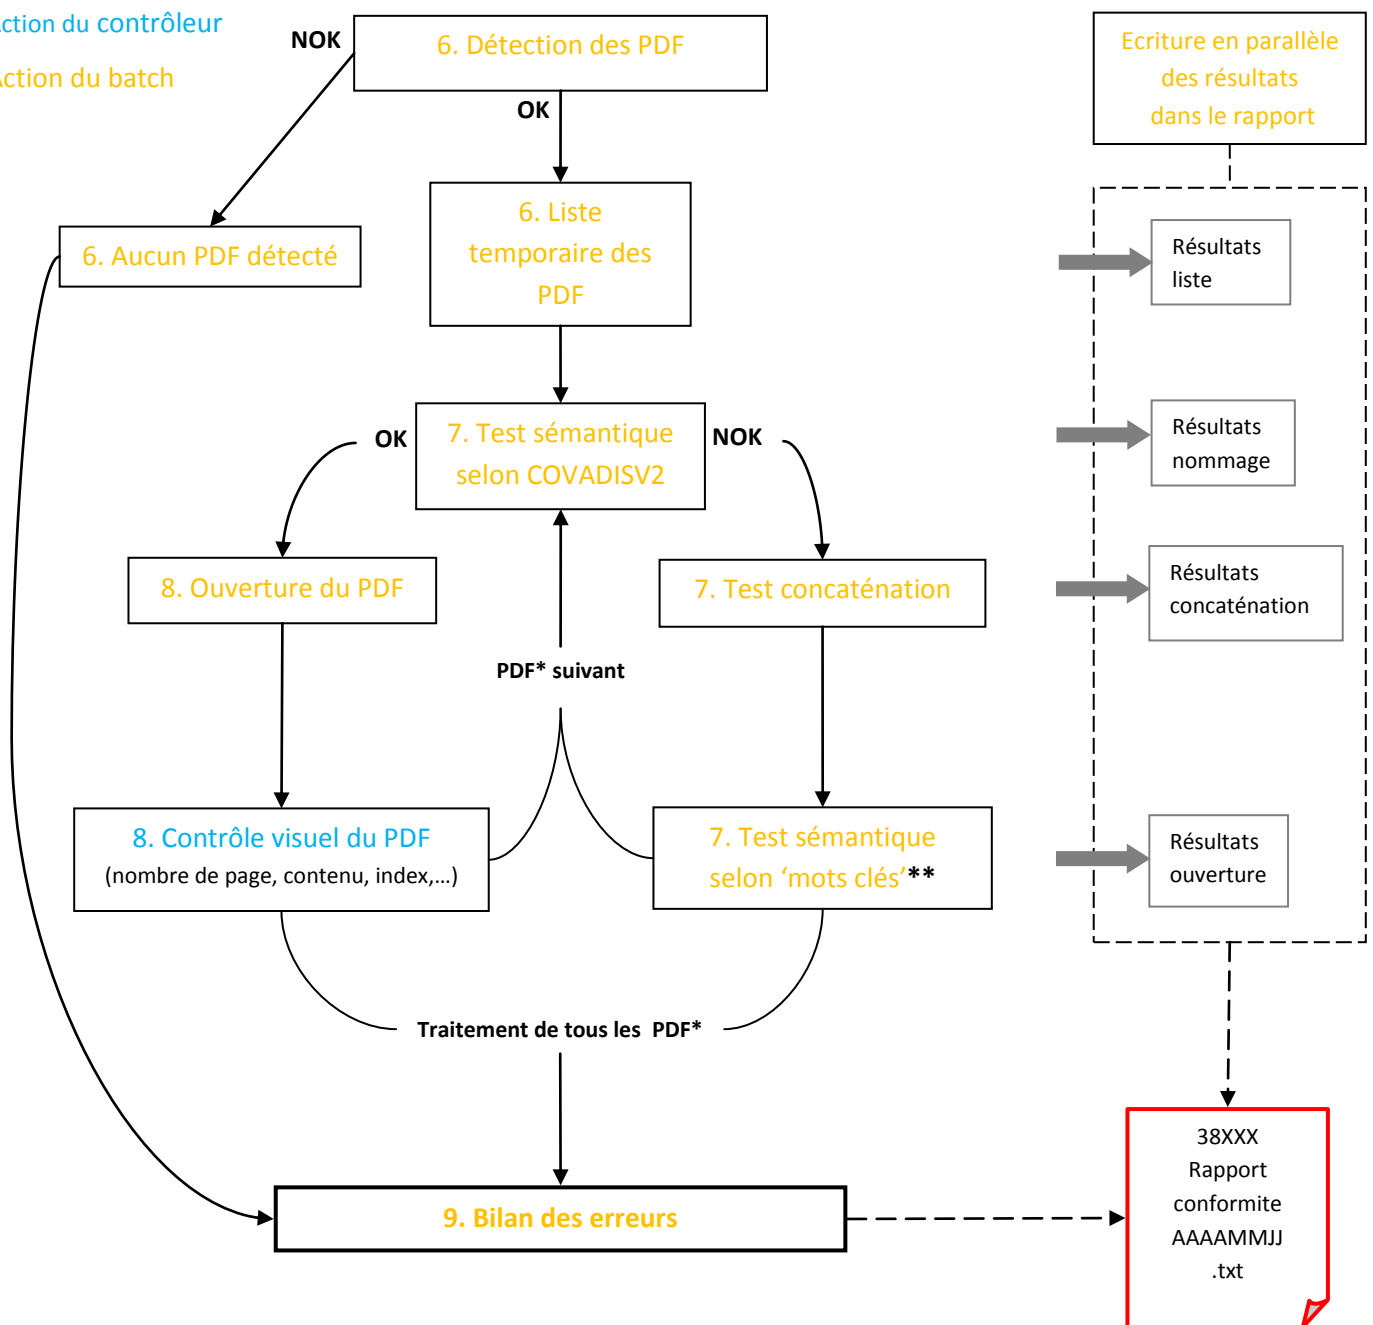 ction du contrôleur
Action du batch
NOK
6. Détection des PDF
OK
Ecriture en parallèle
des résultats
dans le rapport
6. Aucun PDF détecté
6. Liste
temporaire des
PDF
Résultats
liste
OK
7. Test sémantique
selon COVADISV2
NOK
Résultats
nommage
8. Ouverture du PDF
7. Test concaténation
Résultats
concaténation
PDF* suivant
8. Contrôle visuel du PDF
(nombre de page, contenu, index,...)
7. Test sémantique
selon ‘mots clés’**
Résultats
ouverture
Traitement de tous les PDF*
9. Bilan des erreurs
38XXX
Rapport
conformite
AAAAMMJJ
.txt